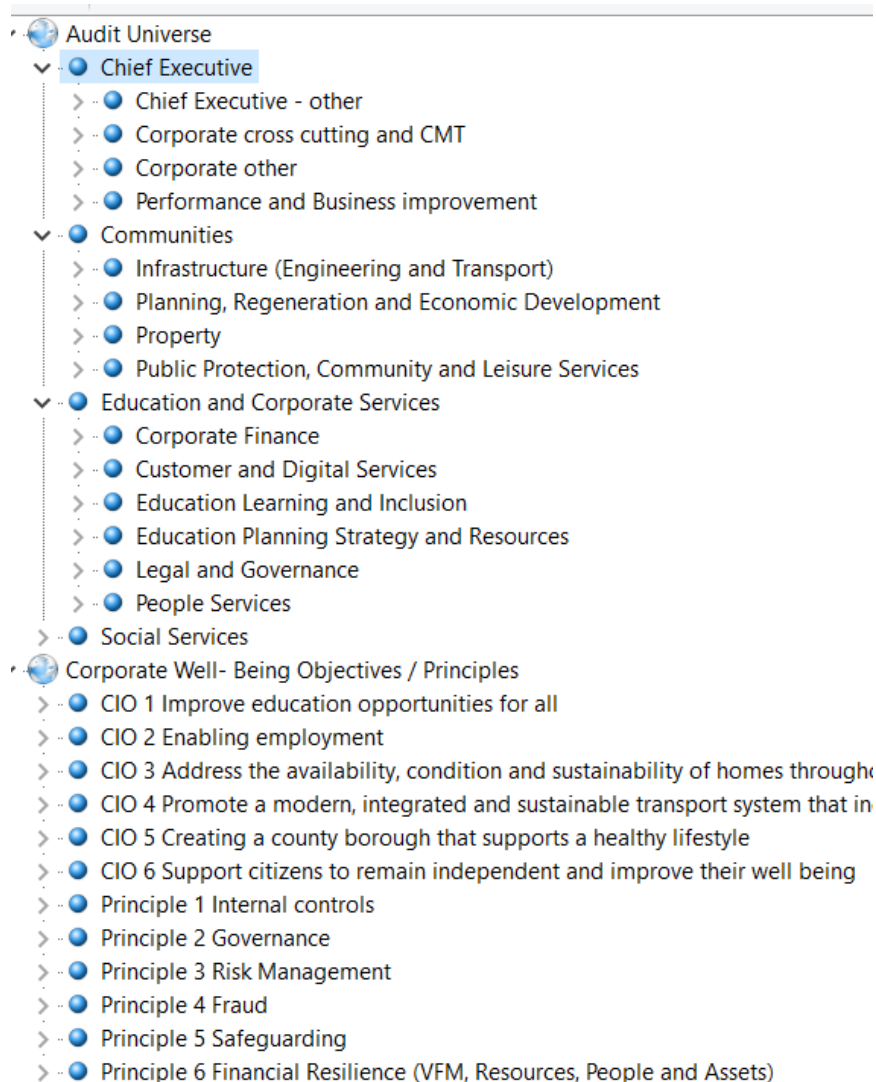 Audit Universe
Chief Executive
Chief Executive - other
Corporate cross cutting and CMT
Corporate other
Performance and Business improvement
Communities
Infrastructure (Engineering and Transport)
Planning, Regeneration and Economic Development
Property
Public Protection, Community and Leisure Services
Education and Corporate Services
Corporate Finance
Customer and Digital Services
Education Learning and Inclusion
Education Planning Strategy and Resources
Legal and Governance
People Services
Social Services
Corporate Well- Being Objectives / Principles
CIO 1 Improve education opportunities for all
CIO 2 Enabling employment
CIO 3 Address the availability, condition and sustainability of homes
CIO 4 Promote a modern, integrated and sustainable transport system that
CIO 5 Creating a county borough that supports a healthy lifestyle
CIO 6 Support citizens to remain independent and improve their well being
Principle 1 Internal controls
Principle 2 Governance
Principle 3 Risk Management
Principle 4 Fraud
Principle 5 Safeguarding
Principle 6 Financial Resilience (VFM, Resources, People and Assets)